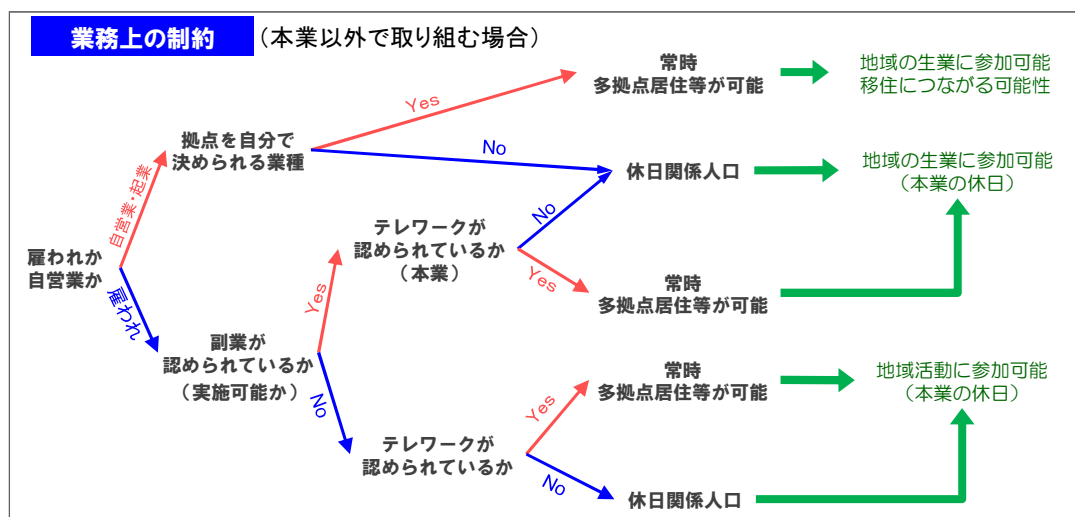 業務上の制約
(本業以外で取り組む場合)
常時
多拠点居住等が可能
地域の生業に参加可能
移住につながる可能性
Yes
拠点を自分で
決められる業種
No
休日関係人口
地域の生業に参加可能
(本業の休日)
自営業・起業
テレワークが
認められているか
(本業)
No
雇われか
自営業か
Yes
Yes
常時
多拠点居住等が可能
雇われ
副業が
認められているか
(実施可能か)
常時
多拠点居住等が可能
地域活動に参加可能
(本業の休日)
No
Yes
テレワークが
認められているか
No
休日関係人口